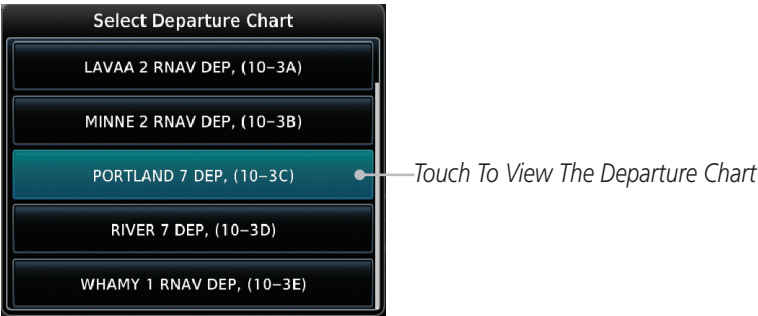 Select Departure Chart
LAVAA 2 RNAV DEP, (10–3A)
MINNE 2 RNAV DEP, (10–3B)
PORTLAND 7 DEP, (10–3C)
Touch To View The Departure Chart
RIVER 7 DEP, (10–3D)
WHAMY 1 RNAV DEP, (10–3E)